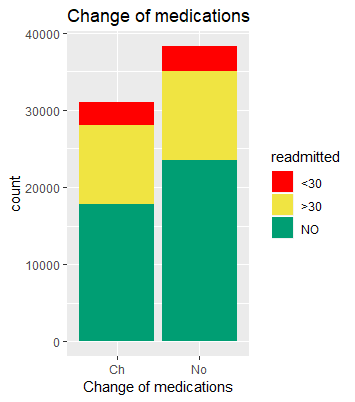 Change of medications
40000
30000
20000
10000
0
count
Ch
No
Change of medications
readmitted
<30
>30
NO